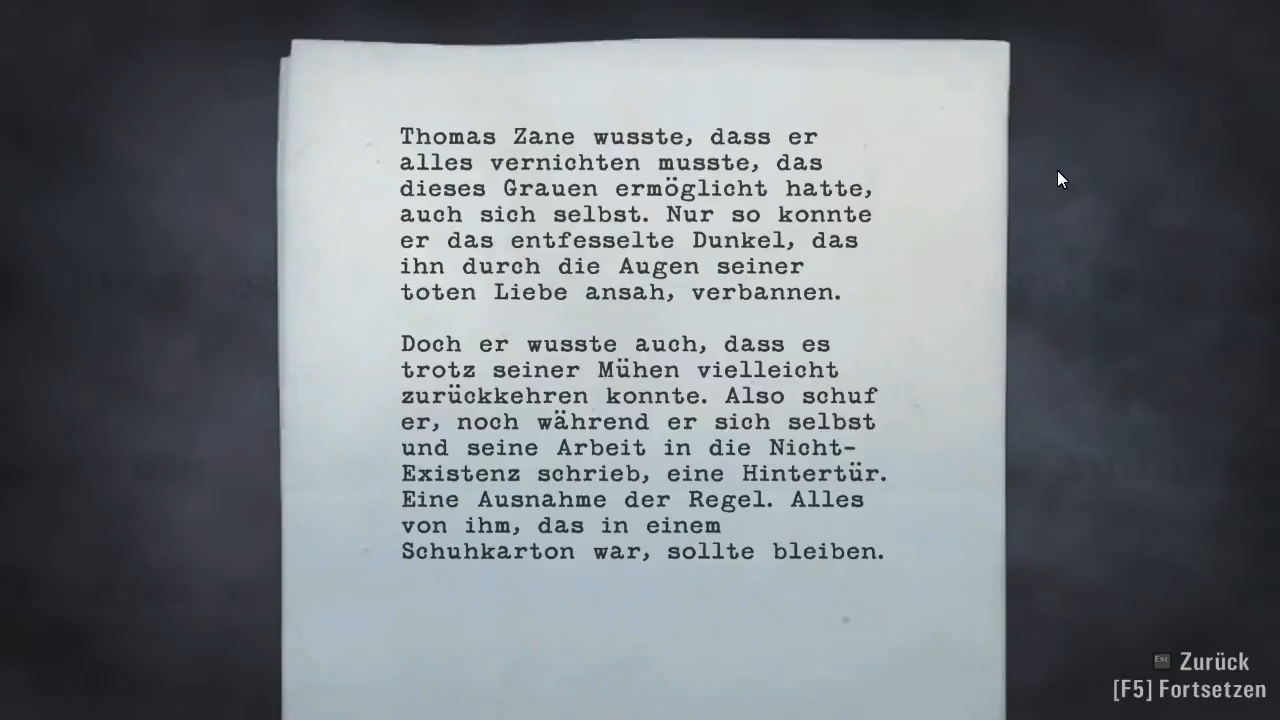 Thomas Zane wusste, dass er
alles vernichten musste, das
dieses Grauen ermöglicht hatte,
auch sich selbst. Nur so konnte
er das entfesselte Dunkel, das
ihn durch die Augen seiner
toten Liebe ansah, verbannen.
Doch er wusste auch, dass es
trotz seiner Mühen vielleicht
zurückkehren konnte. Also schuf
er, noch während er sich selbst
und seine Arbeit in die Nicht-
Existenz schrieb, eine Hintertür.
Eine Ausnahme der Regel. Alles
von ihm, das in einem
Schuhkarton war, sollte bleiben.
Esc Zurück
[F5] Fortsetzen